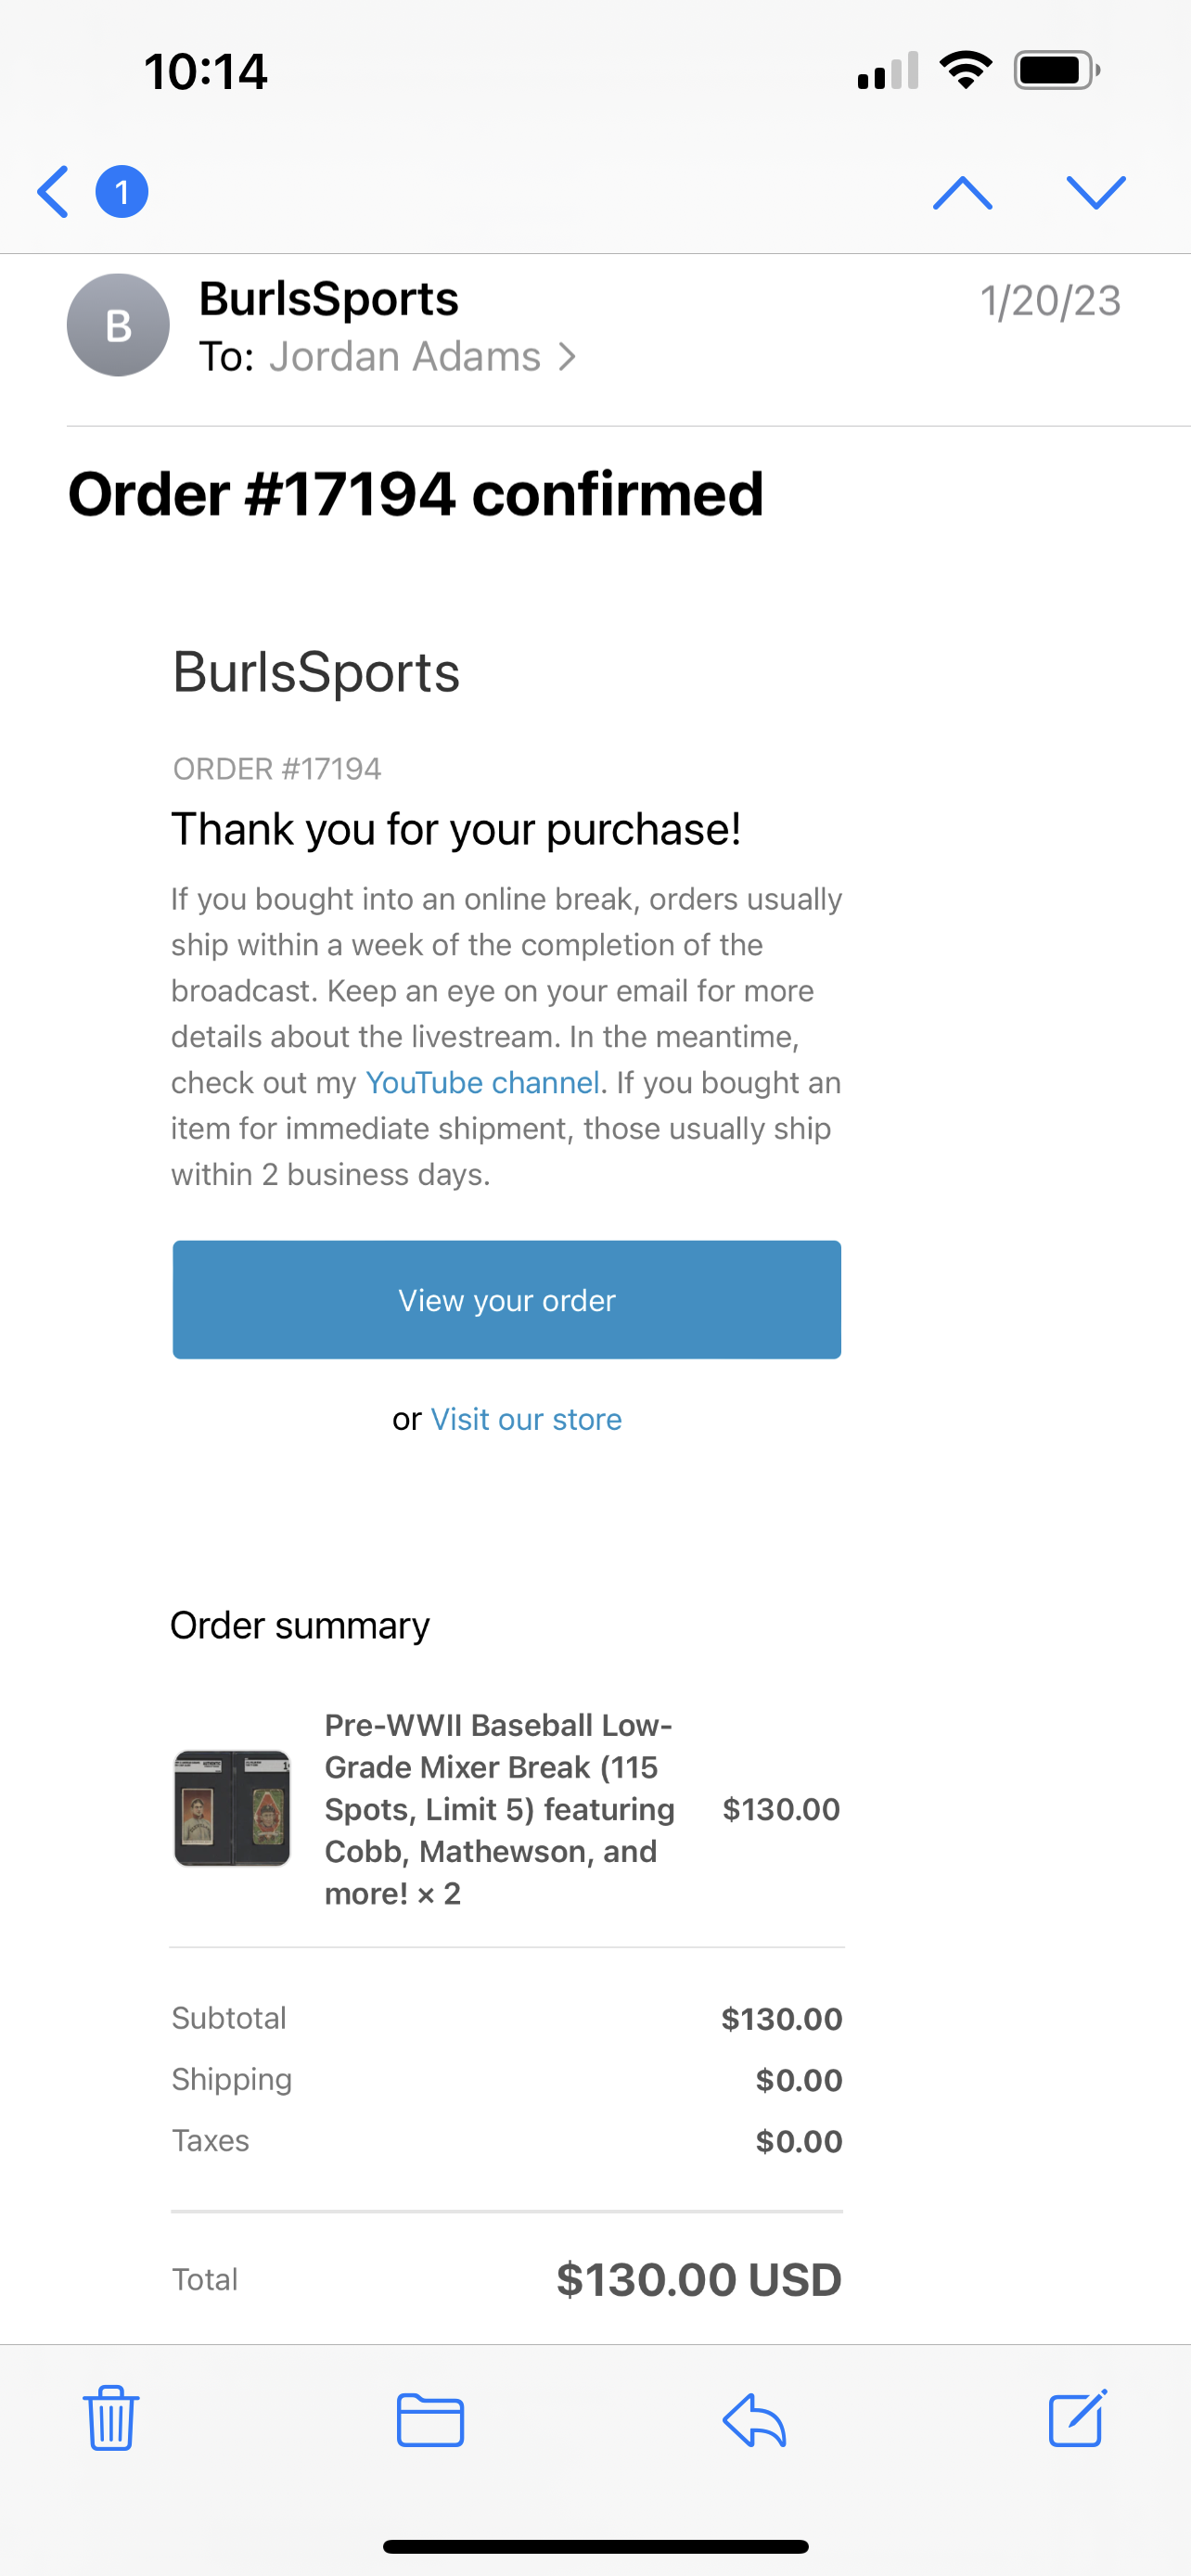 10:14
1
B
BurlsSports
1/20/23
To: Jordan Adams
Order #17194 confirmed
BurlsSports
ORDER #17194
Thank you for your purchase!
If you bought into an online break, orders usually
ship within a week of the completion of the
broadcast. Keep an eye on your email for more
details about the livestream. In the meantime,
check out my YouTube channel. If you bought an
item for immediate shipment, those usually ship
within 2 business days.
View your order
or Visit our store
Order summary
Pre-WWII Baseball Low-
Grade Mixer Break (115
Spots, Limit 5) featuring
Cobb, Mathewson, and
more! × 2
$130.00
Subtotal $130.00
Shipping $0.00
Taxes $0.00
Total $130.00 USD